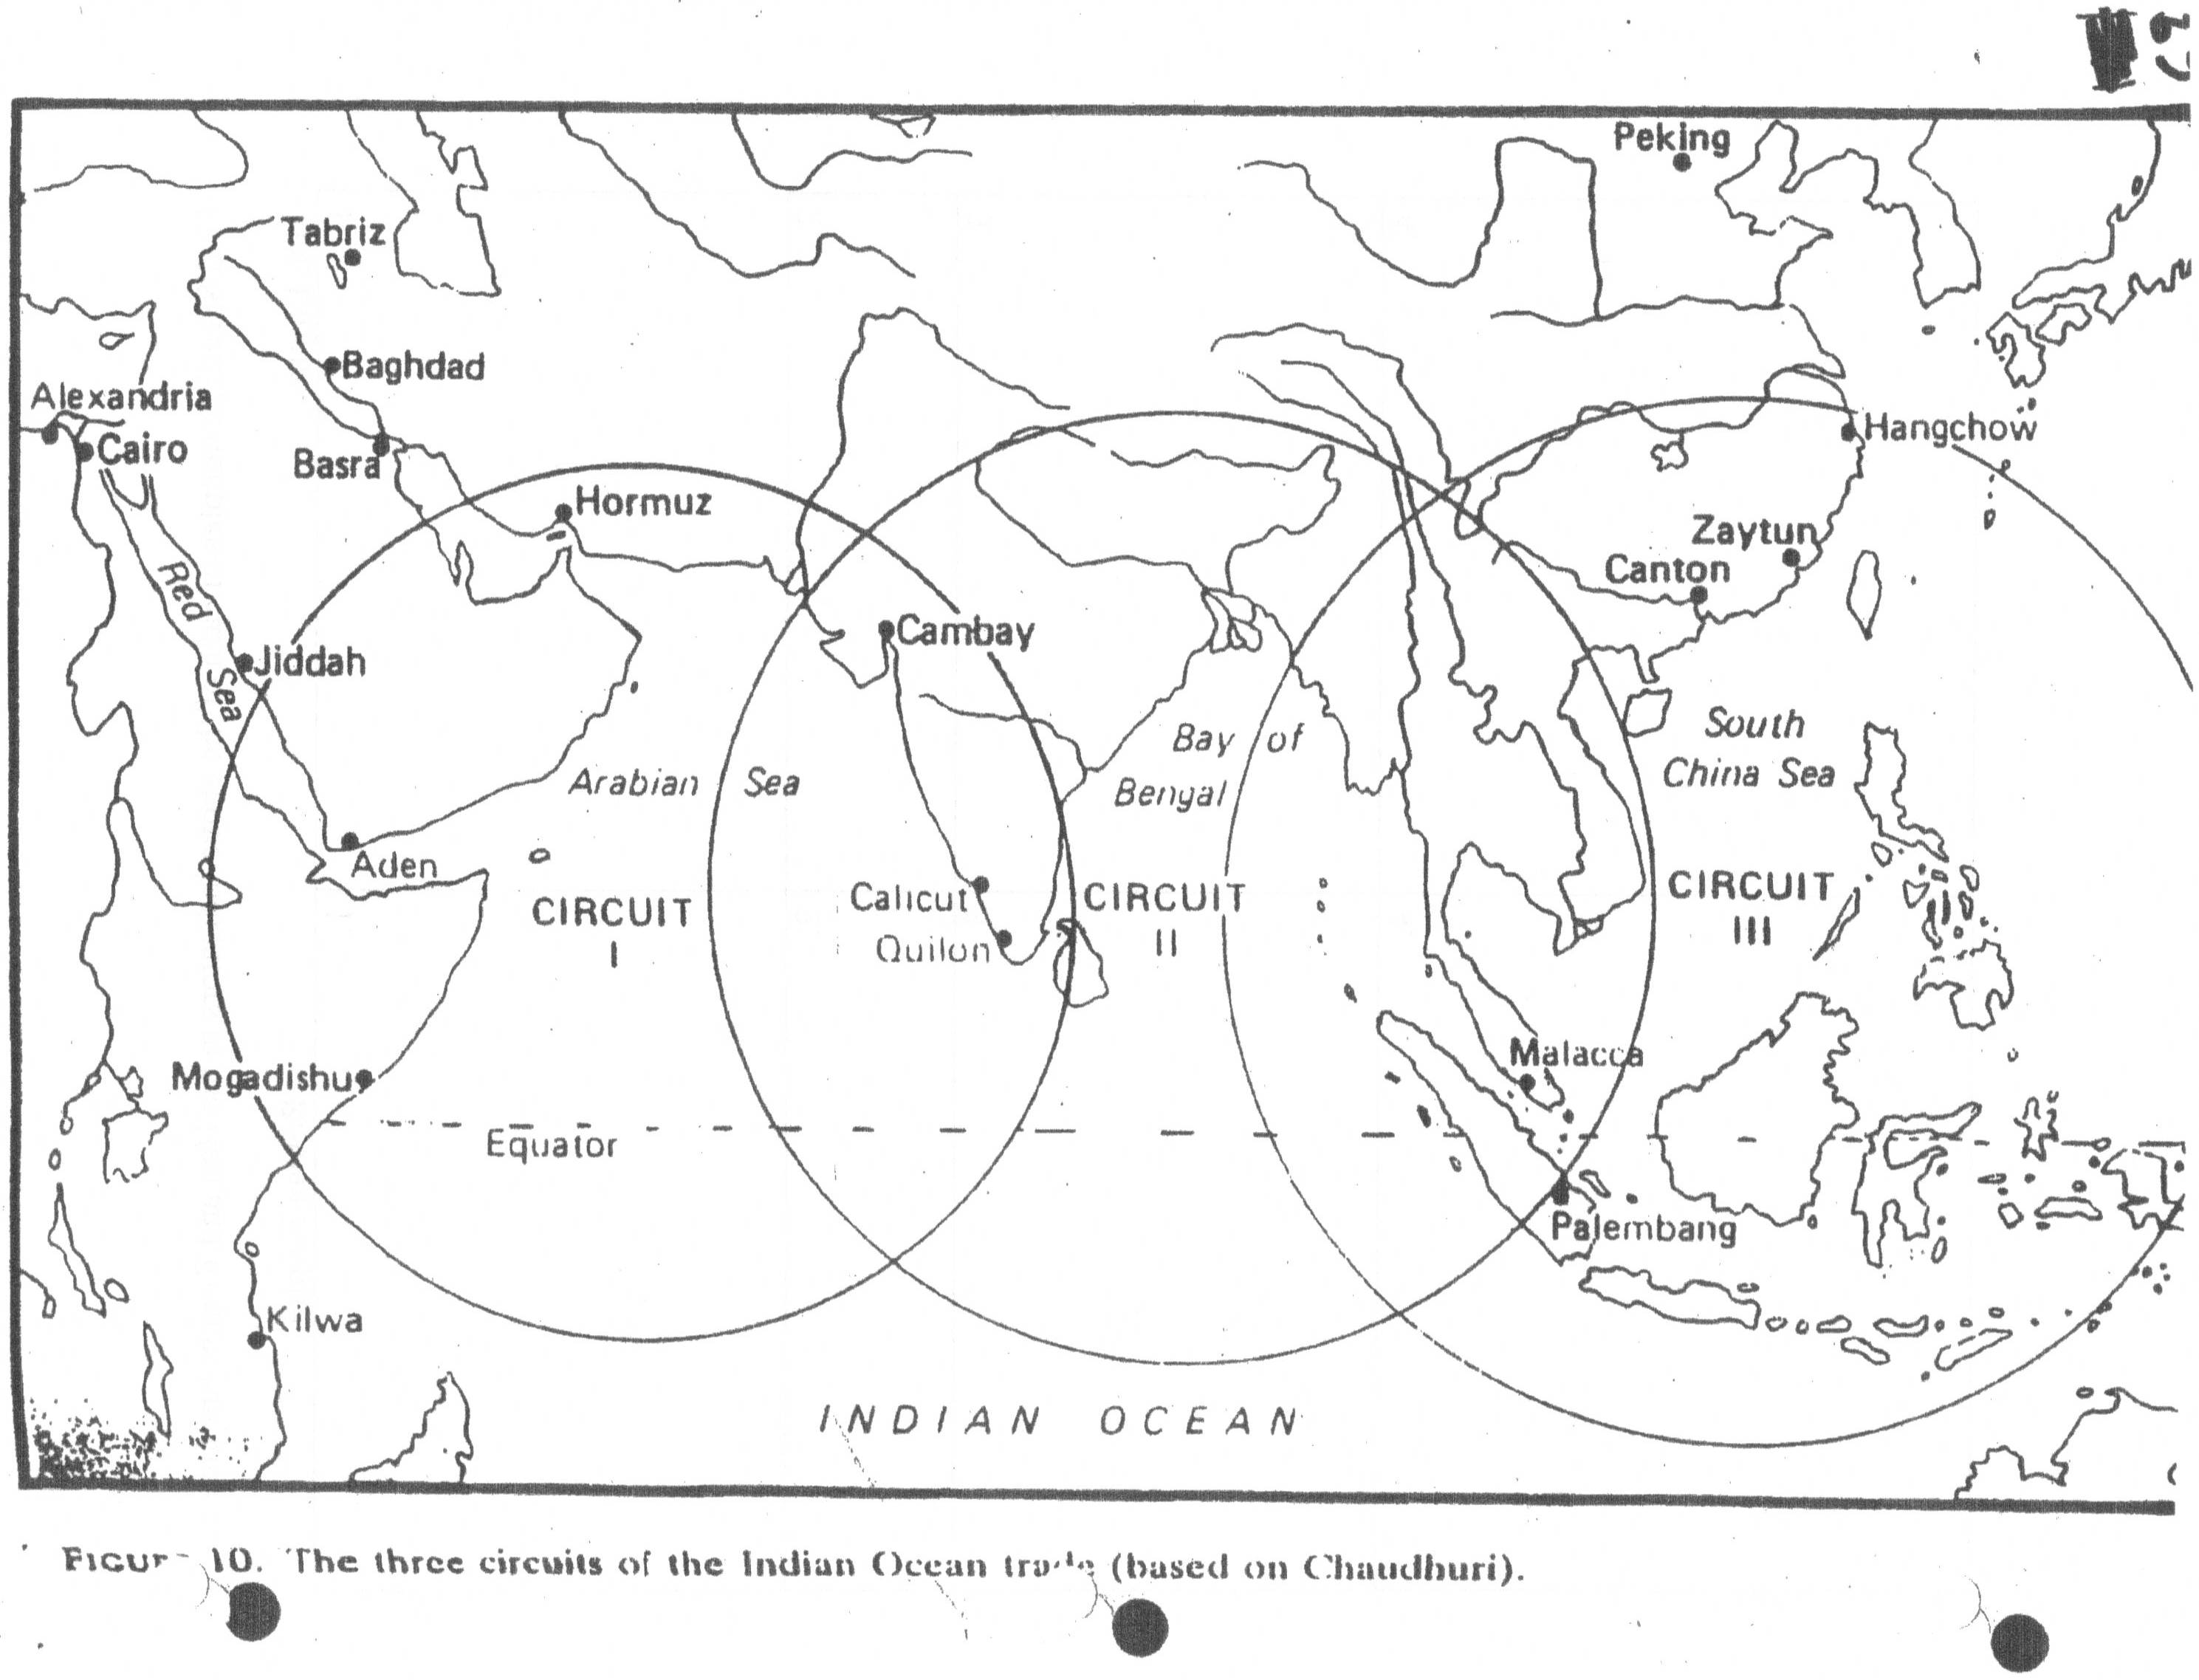 Peking
Tabriz
Baghdad
Alexandria
Cairo
Basra
Hangchow
Hormuz
Zaytun
Canton
Red
Sea
Jiddah
Cambay
South
China Sea
Bay of
Bengal
Arabian Sea
Aden
CIRCUIT
I
Calicut
Quilon
CIRCUIT
II
CIRCUIT
III
Malacca
Mogadishu
Equator
Palembang
Kilwa
INDIAN OCEAN
10. The three circuits of the Indian Ocean trade (based on Chaudhuri).